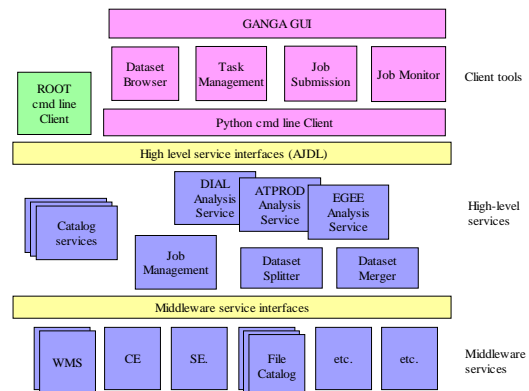 GANGA GUI
Dataset
Browser
Task
Management
Job
Submission
Job Monitor
Client tools
ROOT
cmd line
Client
Python cmd line Client
High level service interfaces (AJDL)
DIAL
Analysis
Service
ATPROD
Analysis
Service
EGEE
Analysis
Service
High-level
services
Catalog
services
Job
Management
Dataset
Splitter
Dataset
Merger
Middleware service interfaces
WMS
CE
SE.
File
Catalog
etc.
etc.
Middleware
services